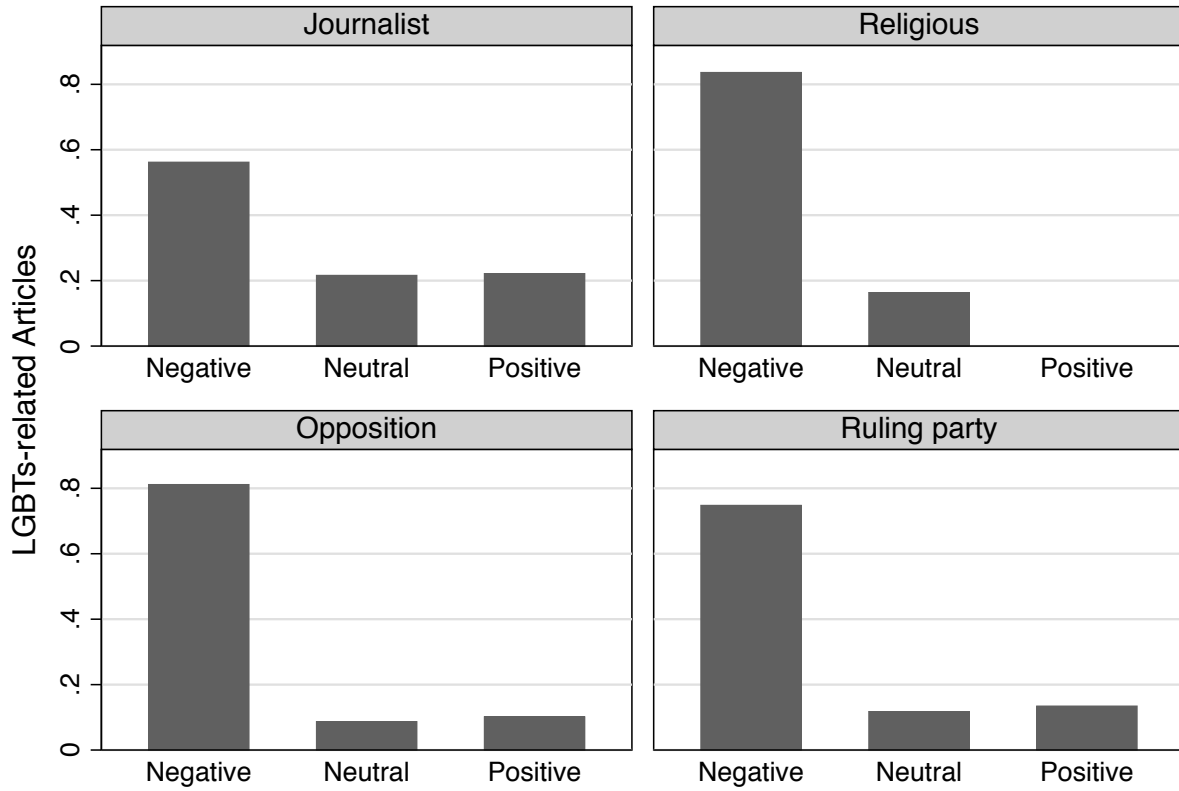 Journalist
Religious
.8
.6
.4
.2
0
Negative Neutral Positive
Negative Neutral Positive
LGBTs-related Articles
Opposition
Ruling party
.8
.6
.4
.2
0
Negative Neutral Positive
Negative Neutral Positive